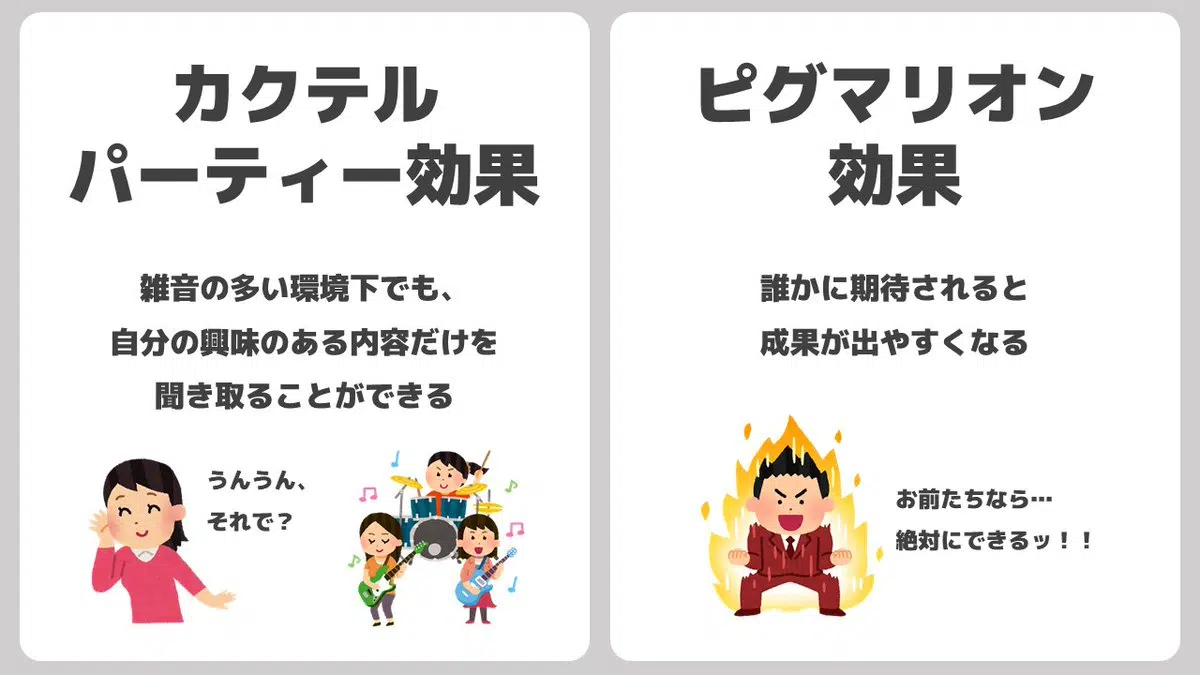 カクテル
パーティー効果
雑音の多い環境下でも、
自分の興味のある内容だけを
聞き取ることができる
うんうん、
それで？
ピグマリオン
効果
誰かに期待されると
成果が出やすくなる
お前たちなら…
絶対にできるッ！！